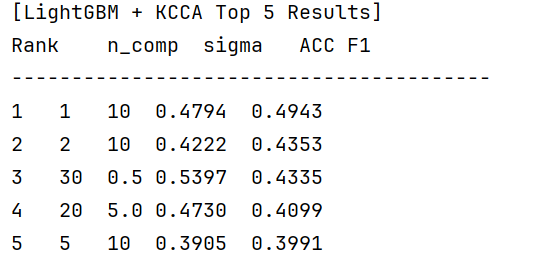 [LightGBM + KCCA Top 5 Results]
Rank    n_comp  sigma   ACC F1
----------------------------------------
1   1   10  0.4794  0.4943
2   2   10  0.4222  0.4353
3   30  0.5 0.5397  0.4335
4   20  5.0 0.4730  0.4099
5   5   10  0.3905  0.3991